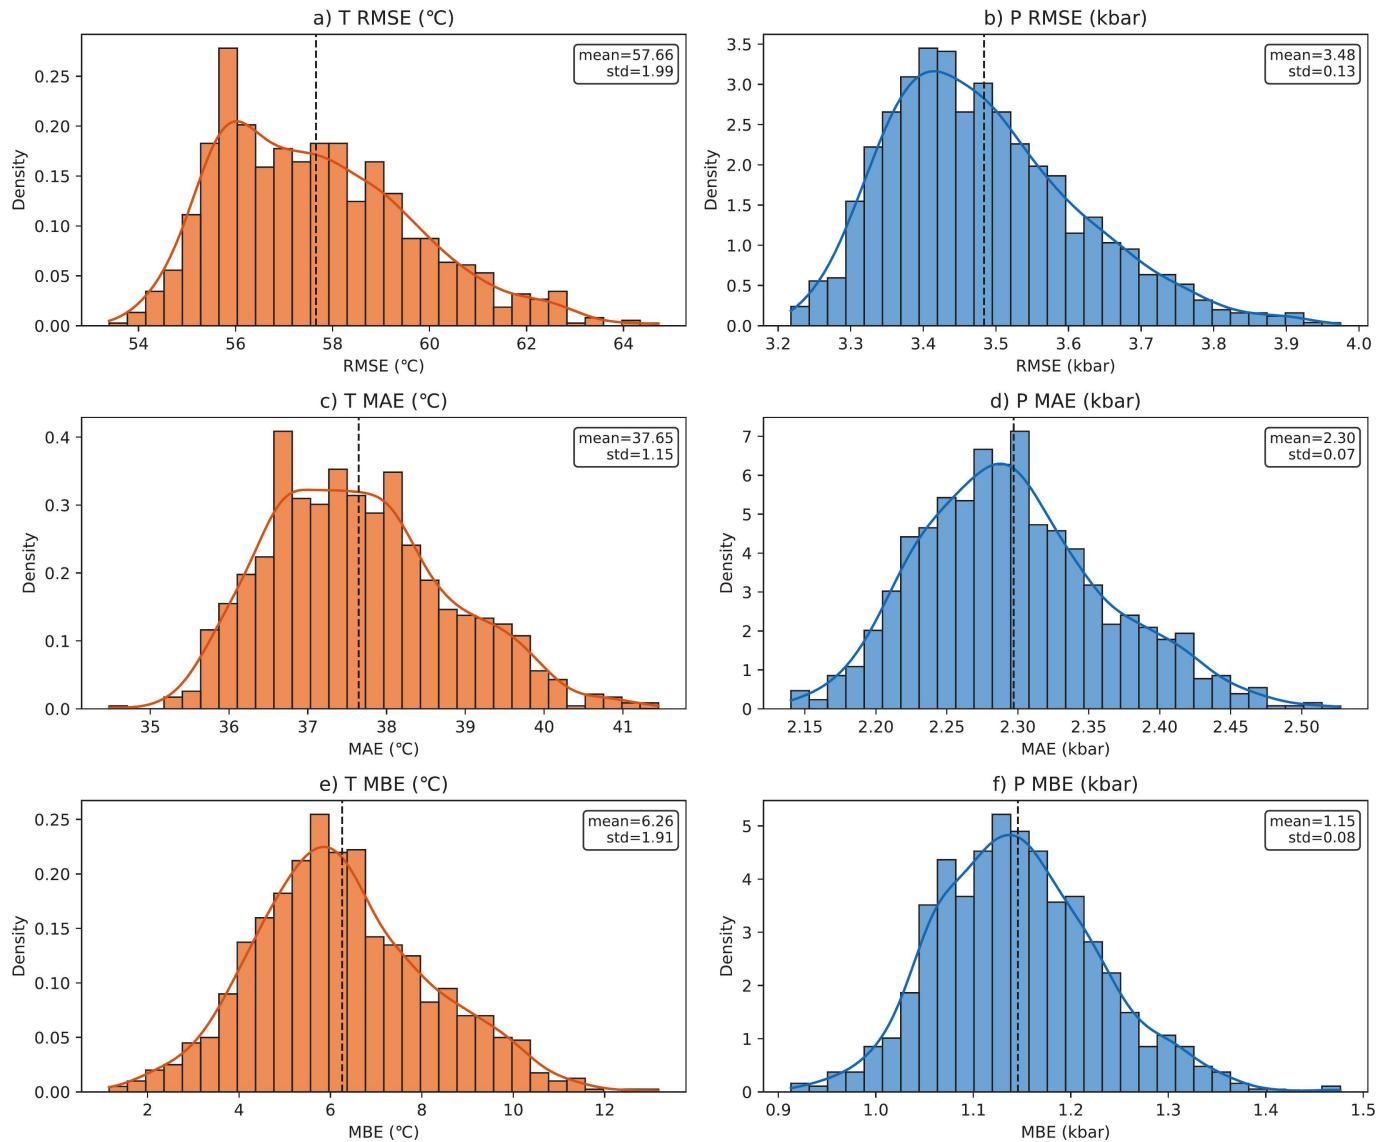 a) T RMSE (℃)
mean=57.66
std=1.99
Density
0.25
0.20
0.15
0.10
0.05
0.00
54 56 58 60 62 64
RMSE (℃)
b) P RMSE (kbar)
mean=3.48
std=0.13
Density
3.5
3.0
2.5
2.0
1.5
1.0
0.5
0.0
3.2 3.3 3.4 3.5 3.6 3.7 3.8 3.9 4.0
RMSE (kbar)
c) T MAE (℃)
mean=37.65
std=1.15
Density
0.4
0.3
0.2
0.1
0.0
35 36 37 38 39 40 41
MAE (℃)
d) P MAE (kbar)
mean=2.30
std=0.07
Density
7
6
5
4
3
2
1
0
2.15 2.20 2.25 2.30 2.35 2.40 2.45 2.50
MAE (kbar)
e) T MBE (℃)
mean=6.26
std=1.91
Density
0.25
0.20
0.15
0.10
0.05
0.00
2 4 6 8 10 12
MBE (℃)
f) P MBE (kbar)
mean=1.15
std=0.08
Density
5
4
3
2
1
0
0.9 1.0 1.1 1.2 1.3 1.4 1.5
MBE (kbar)